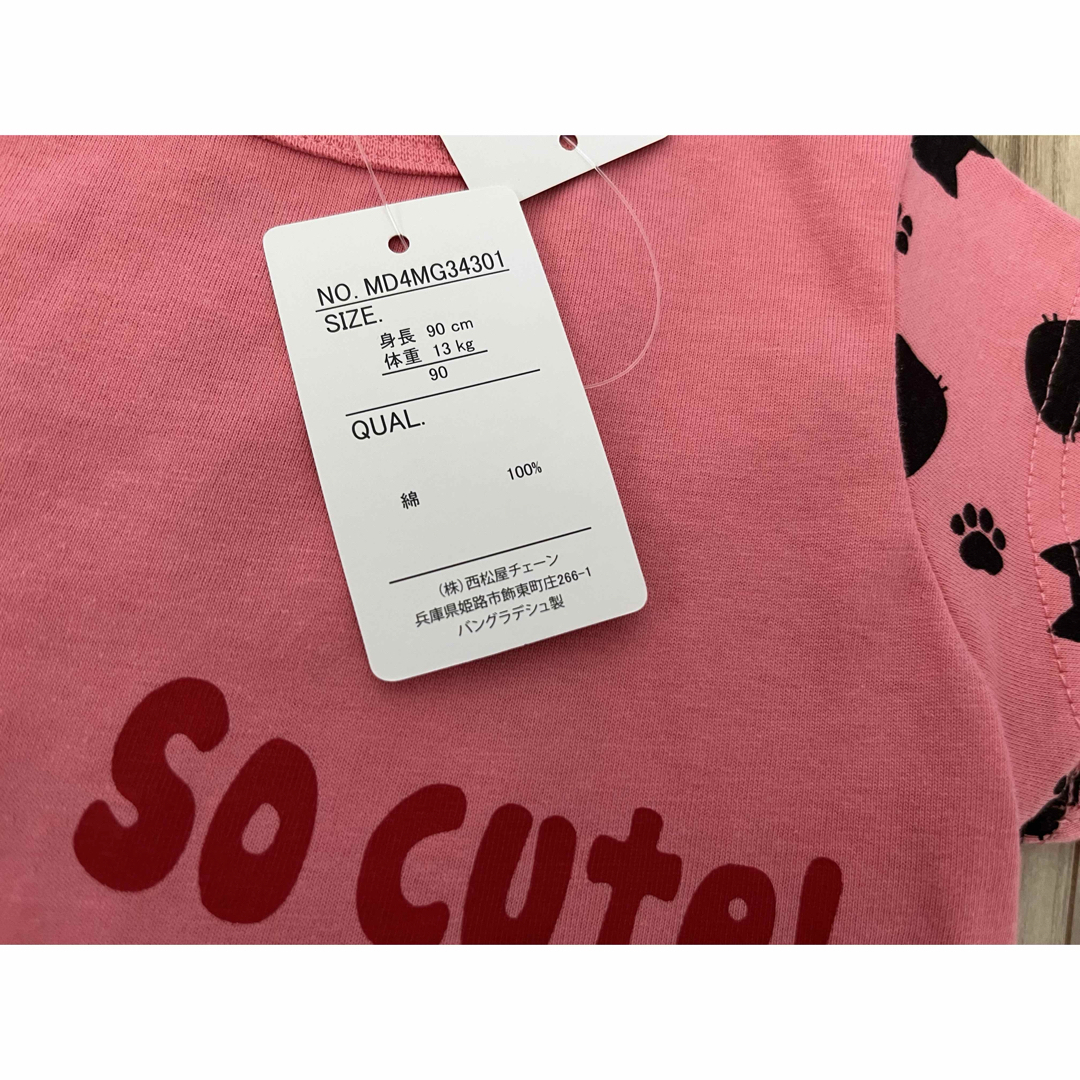 NO. MD4MG34301
SIZE.
身長 90 cm
体重 13 kg
90
QUAL.
綿 100%
(株)西松屋チェーン
兵庫県姫路市飾東町庄266-1
バングラデシュ製
SO CUTE!